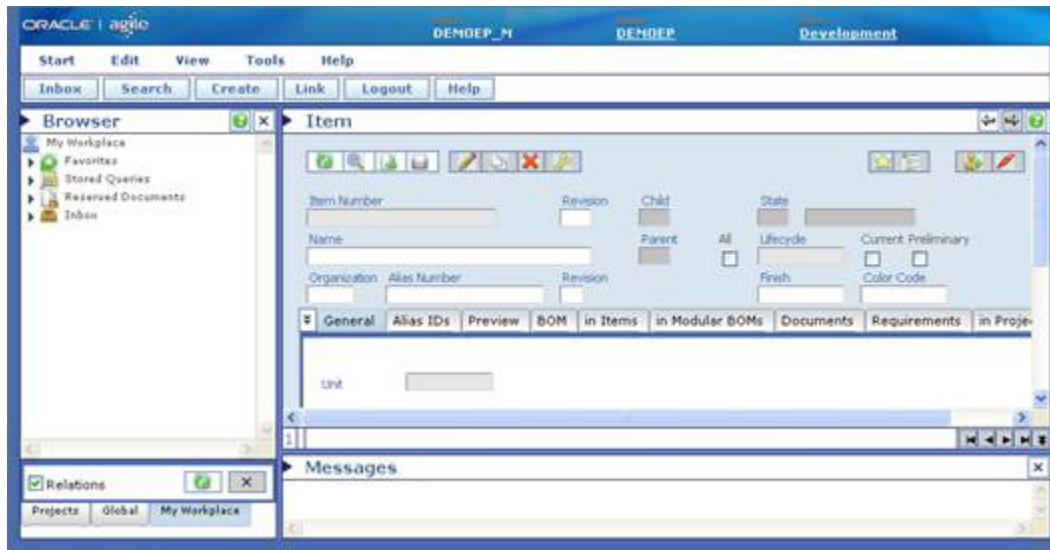 ORACLE | agile
DEMOEP_M DEMOEP Development
Start Edit View Tools Help
Inbox Search Create Link Logout Help
Browser
My Workplace
Favorites
Stored Queries
Reserved Documents
Inbox
Relations
Projects Global My Workplace
Item
Item Number Revision Child State
Name Parent All Lifecycle Current Preliminary
Organization Alias Number Revision Finish Color Code
General Alias IDs Preview BOM in Items in Modular BOMs Documents Requirements in Proje
Unit
1
Messages